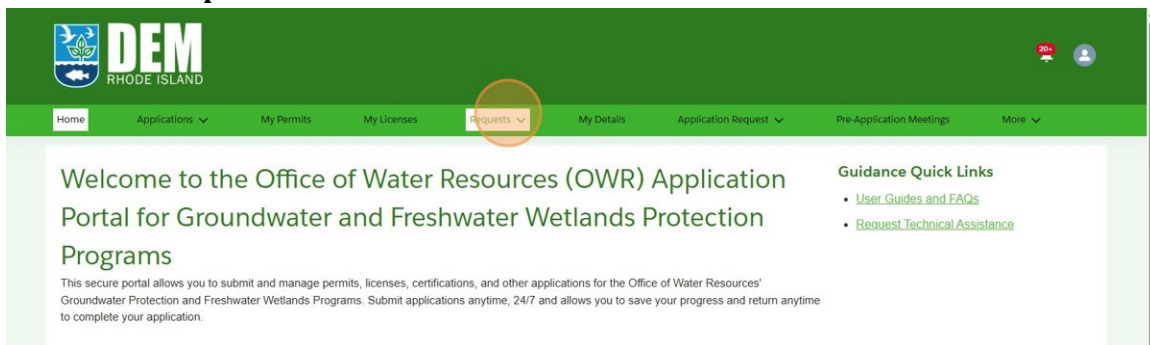 DEM
RHODE ISLAND
20+
Home Applications My Permits My Licenses Requests My Details Application Request Pre-Application Meetings More
Welcome to the Office of Water Resources (OWR) Application
Portal for Groundwater and Freshwater Wetlands Protection
Programs
This secure portal allows you to submit and manage permits, licenses, certifications, and other applications for the Office of Water Resources'
Groundwater Protection and Freshwater Wetlands Programs. Submit applications anytime, 24/7 and allows you to save your progress and return anytime
to complete your application.
Guidance Quick Links
User Guides and FAQs
Request Technical Assistance